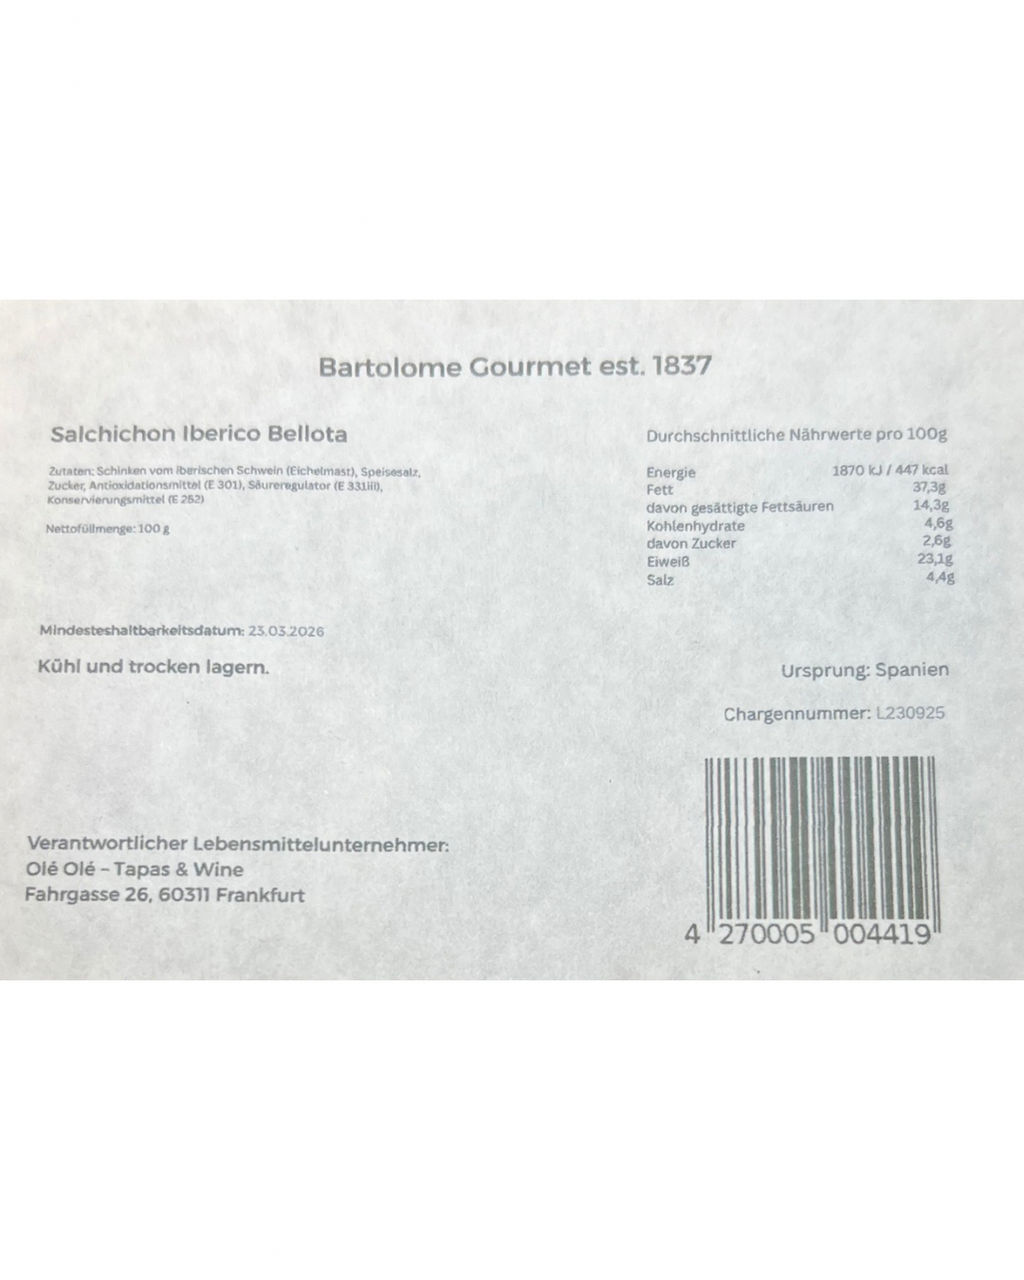 Bartolome Gourmet est. 1837
Salchichon Iberico Bellota
Zutaten: Schinken vom iberischen Schwein (Eichelmast), Speisesalz,
Zucker, Antioxidationsmittel (E 301), Säureregulator (E 331iii),
Konservierungsmittel (E 252)
Nettofüllmenge: 100 g
Durchschnittliche Nährwerte pro 100g
Energie 1870 kJ / 447 kcal
Fett 37,3g
davon gesättigte Fettsäuren 14,3g
Kohlenhydrate 4,6g
davon Zucker 2,6g
Eiweiß 23,1g
Salz 4,4g
Mindesteshaltbarkeitsdatum: 23.03.2026
Kühl und trocken lagern.
Ursprung: Spanien
Chargennummer: L230925
Verantwortlicher Lebensmittelunternehmer:
Olé Olé – Tapas & Wine
Fahrgasse 26, 60311 Frankfurt
4 270005 004419